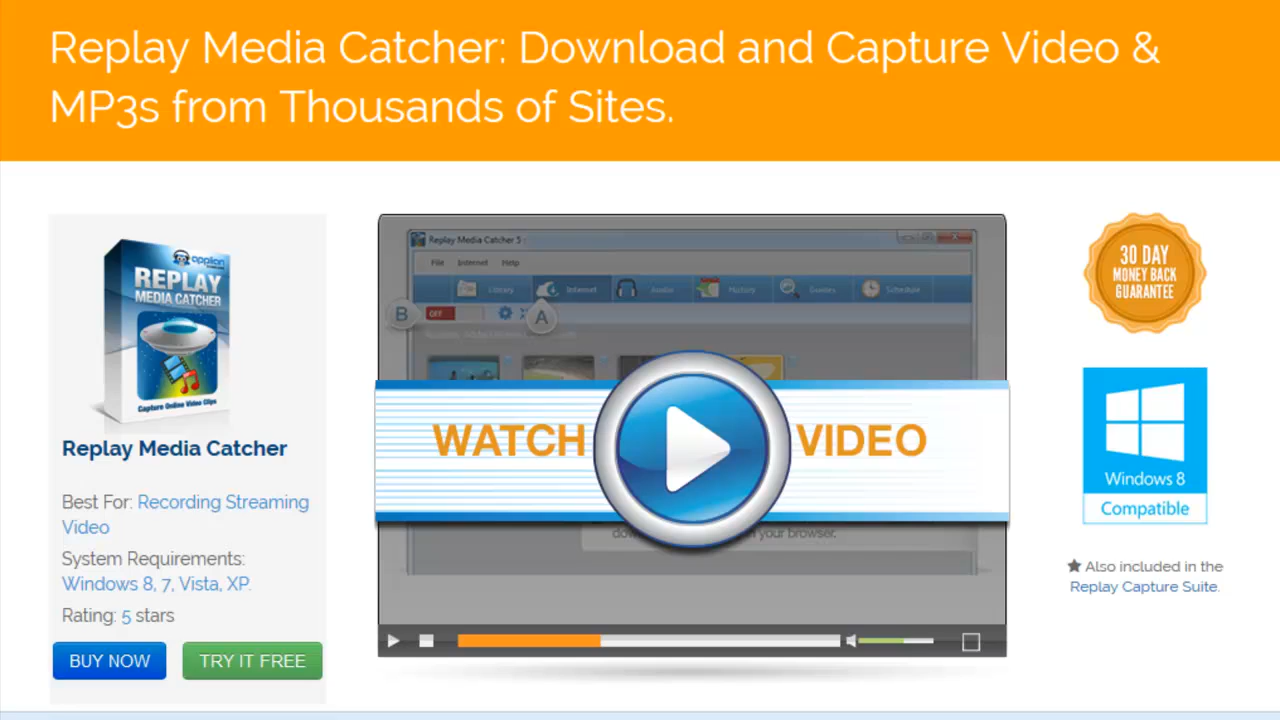 Replay Media Catcher: Download and Capture Video &
MP3s from Thousands of Sites.
applian
REPLAY
MEDIA CATCHER
Capture Online Video Clips
Replay Media Catcher
Best For: Recording Streaming
Video
System Requirements:
Windows 8, 7, Vista, XP.
Rating: 5 stars
BUY NOW
TRY IT FREE
Replay Media Catcher 5
File Internet Help
Library Internet Audio History Guides Schedule
B OFF A
WATCH VIDEO
your browser.
30 DAY
MONEY BACK
GUARANTEE
Windows 8
Compatible
★ Also included in the
Replay Capture Suite.